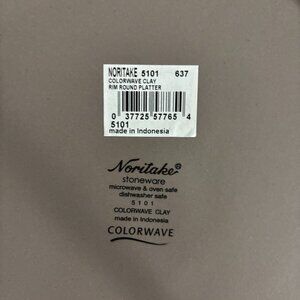 NORITAKE 5101 637
COLORWAVE CLAY
RIM ROUND PLATTER
0 37725 57765 4
5101
made in Indonesia
Noritake®
stoneware
microwave & oven safe
dishwasher safe
5101
COLORWAVE CLAY
made in Indonesia
COLORWAVE